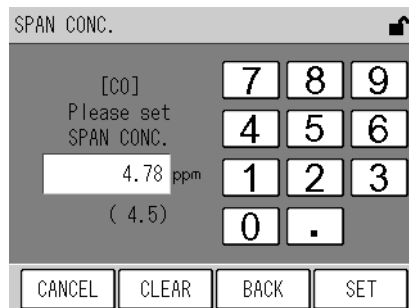 SPAN CONC.
[CO]
Please set
SPAN CONC.
4.78 ppm
( 4.5)
7 8 9
4 5 6
1 2 3
0 .
CANCEL CLEAR BACK SET